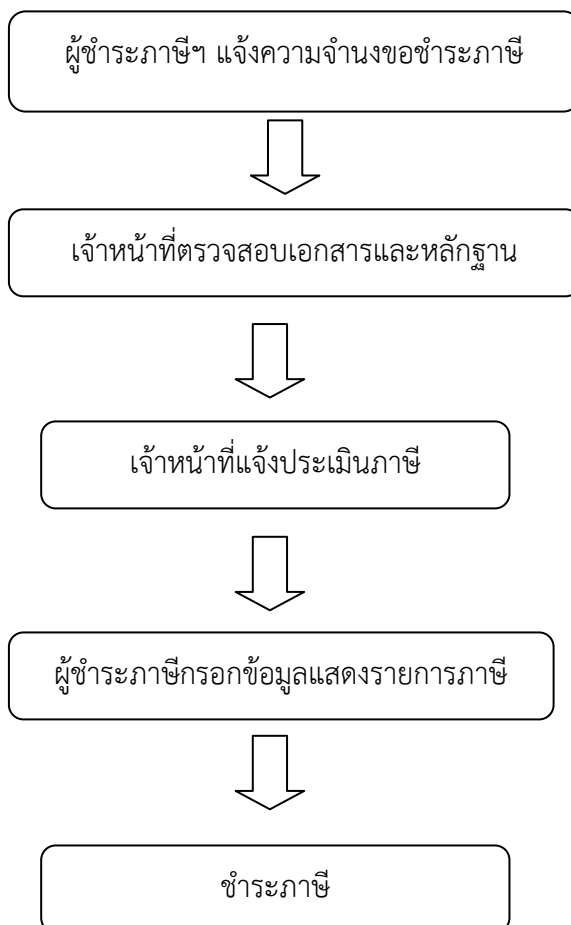 ผู้ชำระภาษีฯ แจ้งความจำนงขอชำระภาษี
เจ้าหน้าที่ตรวจสอบเอกสารและหลักฐาน
เจ้าหน้าที่แจ้งประเมินภาษี
ผู้ชำระภาษีกรอกข้อมูลแสดงรายการภาษี
ชำระภาษี